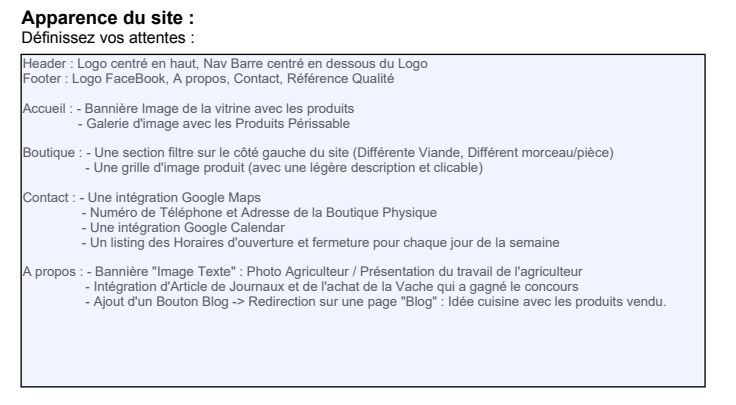 Apparence du site :
Définissez vos attentes :
Header : Logo centré en haut, Nav Barre centré en dessous du Logo
Footer : Logo FaceBook, A propos, Contact, Référence Qualité
Accueil : - Bannière Image de la vitrine avec les produits
- Galerie d'image avec les Produits Périssable
Boutique : - Une section filtre sur le côté gauche du site (Différente Viande, Différent morceau/pièce)
- Une grille d'image produit (avec une légère description et clicable)
Contact : - Une intégration Google Maps
- Numéro de Téléphone et Adresse de la Boutique Physique
- Une intégration Google Calendar
- Un listing des Horaires d'ouverture et fermeture pour chaque jour de la semaine
A propos : - Bannière "Image Texte" : Photo Agriculteur / Présentation du travail de l'agriculteur
- Intégration d'Article de Journaux et de l'achat de la Vache qui a gagné le concours
- Ajout d'un Bouton Blog -> Redirection sur une page "Blog" : Idée cuisine avec les produits vendu.